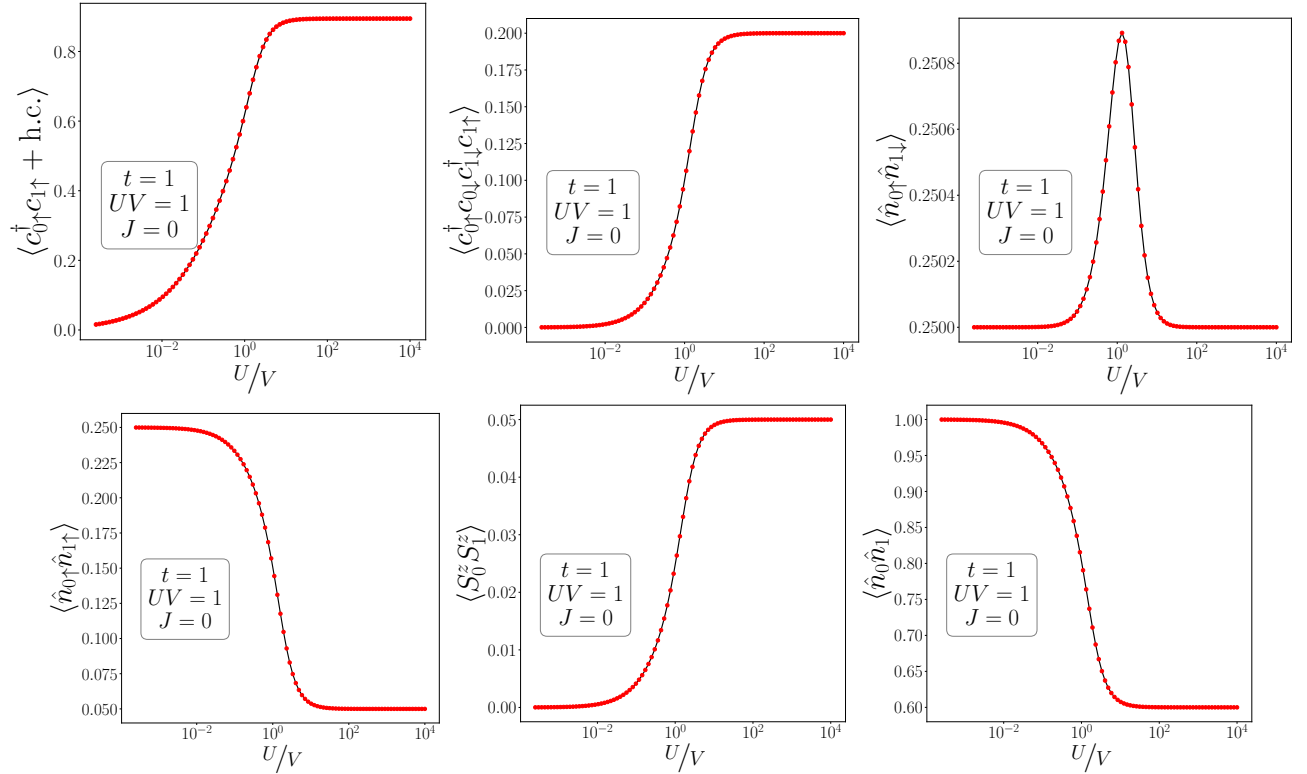 ⟨c†0↑ c1↑ + h.c.⟩
0.8
0.6
0.4
0.2
0.0
t = 1
UV = 1
J = 0
10⁻² 10⁰ 10² 10⁴
U/V
⟨c†0↑ c0↓ c†1↓ c1↑⟩
0.200
0.175
0.150
0.125
0.100
0.075
0.050
0.025
0.000
t = 1
UV = 1
J = 0
10⁻² 10⁰ 10² 10⁴
U/V
⟨n̂0↑ n̂1↓⟩
0.2508
0.2506
0.2504
0.2502
0.2500
t = 1
UV = 1
J = 0
10⁻² 10⁰ 10² 10⁴
U/V
⟨n̂0↑ n̂1↑⟩
0.250
0.225
0.200
0.175
0.150
0.125
0.100
0.075
0.050
t = 1
UV = 1
J = 0
10⁻² 10⁰ 10² 10⁴
U/V
⟨Sᶻ0 Sᶻ1⟩
0.05
0.04
0.03
0.02
0.01
0.00
t = 1
UV = 1
J = 0
10⁻² 10⁰ 10² 10⁴
U/V
⟨n̂0 n̂1⟩
1.00
0.95
0.90
0.85
0.80
0.75
0.70
0.65
0.60
t = 1
UV = 1
J = 0
10⁻² 10⁰ 10² 10⁴
U/V